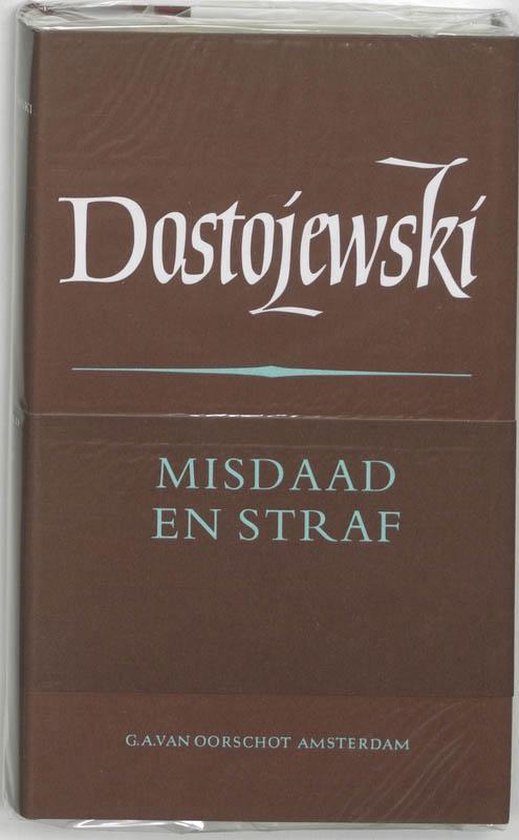 Dostojewski
MISDAAD
EN STRAF
G.A.VAN OORSCHOT AMSTERDAM